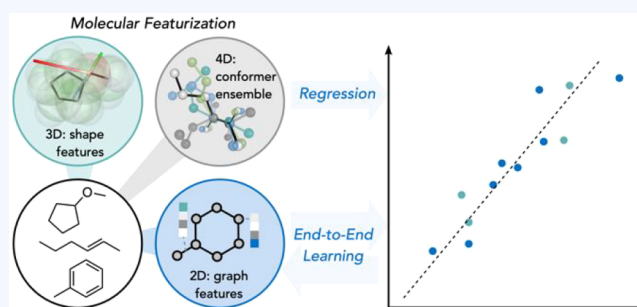 Molecular Featurization
3D: shape
features
4D:
conformer
ensemble
Regression
O
2D: graph
features
End-to-End
Learning